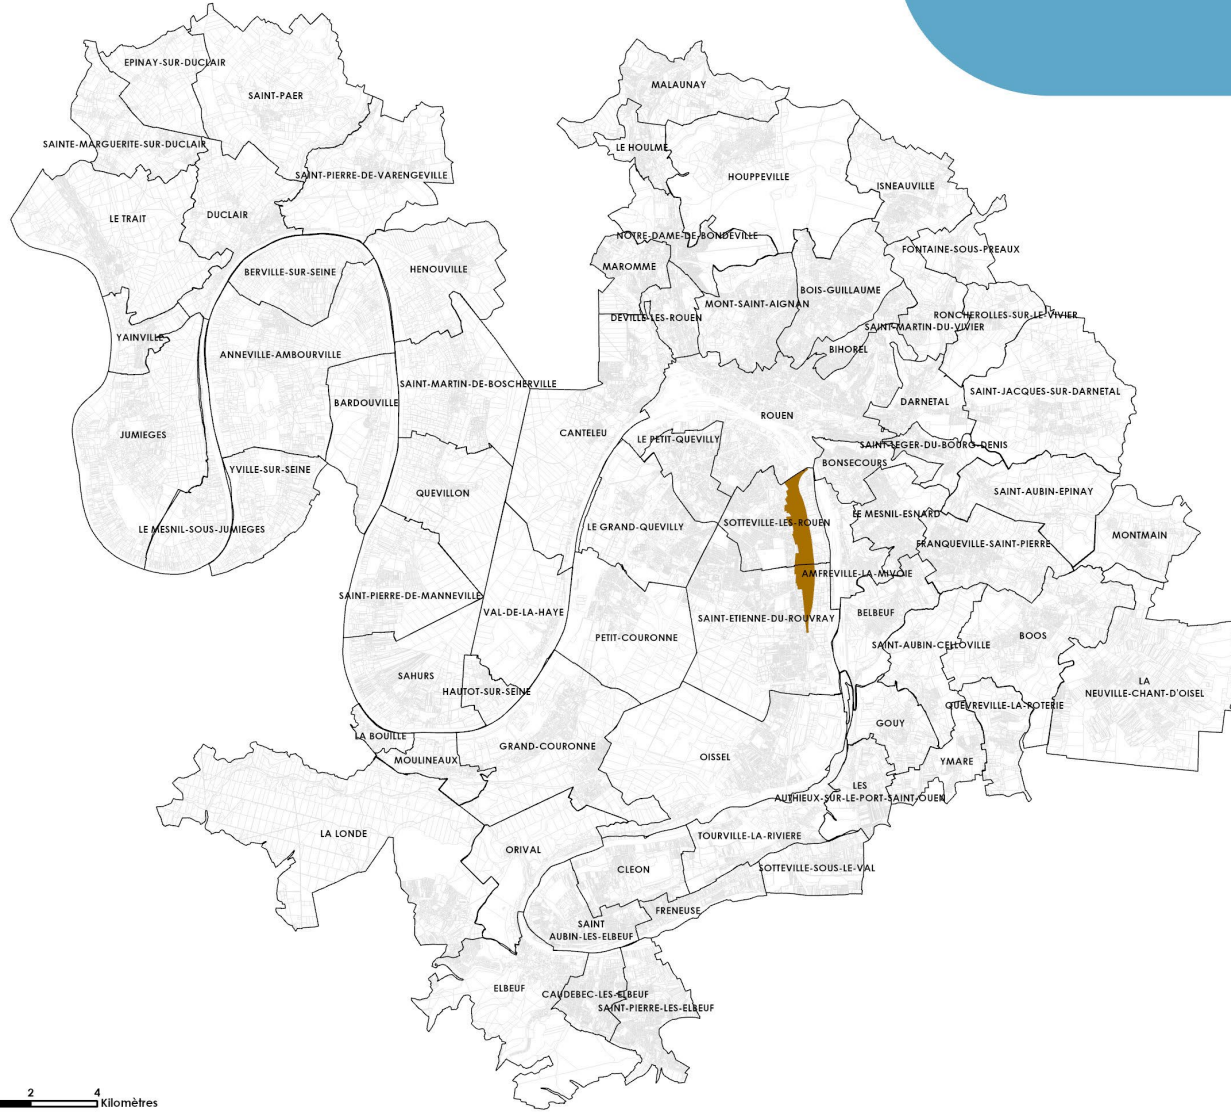 EPINAY-SUR-DUCLAIR
MALAUNAY
SAINT-PAER
SAINTE-MARGUERITE-SUR-DUCLAIR
LE HOULME
SAINT-PIERRE-DE-VARENGEVILLE
HOUPPEVILLE
ISNEAUVILLE
LE TRAIT
DUCLAIR
NOTRE-DAME-DE-BONDEVILLE
FONTAINE-SOUS-PREAUX
BERVILLE-SUR-SEINE
HENOUVILLE
MAROMME
BOIS-GUILLAUME
MONT-SAINT-AIGNAN
DEVILLE-LES-ROUEN
RONCHEROLLES-SUR-LE-VIVIER
SAINT-MARTIN-DU-VIVIER
YAINVILLE
ANNEVILLE-AMBOURVILLE
BIHOREL
SAINT-MARTIN-DE-BOSCHERVILLE
SAINT-JACQUES-SUR-DARNETAL
BARDOUVILLE
DARNETAL
ROUEN
JUMIEGES
CANTELEU
LE PETIT-QUEVILLY
SAINT-LEGER-DU-BOURG-DENIS
YVILLE-SUR-SEINE
BONSECOURS
QUEVILLON
SAINT-AUBIN-EPINAY
LE MESNIL-SOUS-JUMIEGES
LE GRAND-QUEVILLY
SOTTEVILLE-LES-ROUEN
LE MESNIL-ESNARD
MONTMAIN
FRANQUEVILLE-SAINT-PIERRE
AMFREVILLE-LA-MIVOIE
SAINT-PIERRE-DE-MANNEVILLE
VAL-DE-LA-HAYE
BELBEUF
SAINT-ETIENNE-DU-ROUVRAY
PETIT-COURONNE
BOOS
SAINT-AUBIN-CELLOVILLE
SAHURS
LA
NEUVILLE-CHANT-D'OISEL
HAUTOT-SUR-SEINE
QUEVREVILLE-LA-POTERIE
GOUY
LA BOUILLE
GRAND-COURONNE
MOULINEAUX
OISSEL
YMARE
LES
AUTHIEUX-SUR-LE-PORT-SAINT-OUEN
LA LONDE
TOURVILLE-LA-RIVIERE
ORIVAL
CLEON
SOTTEVILLE-SOUS-LE-VAL
FRENEUSE
SAINT
AUBIN-LES-ELBEUF
ELBEUF
CAUDEBEC-LES-ELBEUF
SAINT-PIERRE-LES-ELBEUF
2 4
Kilomètres